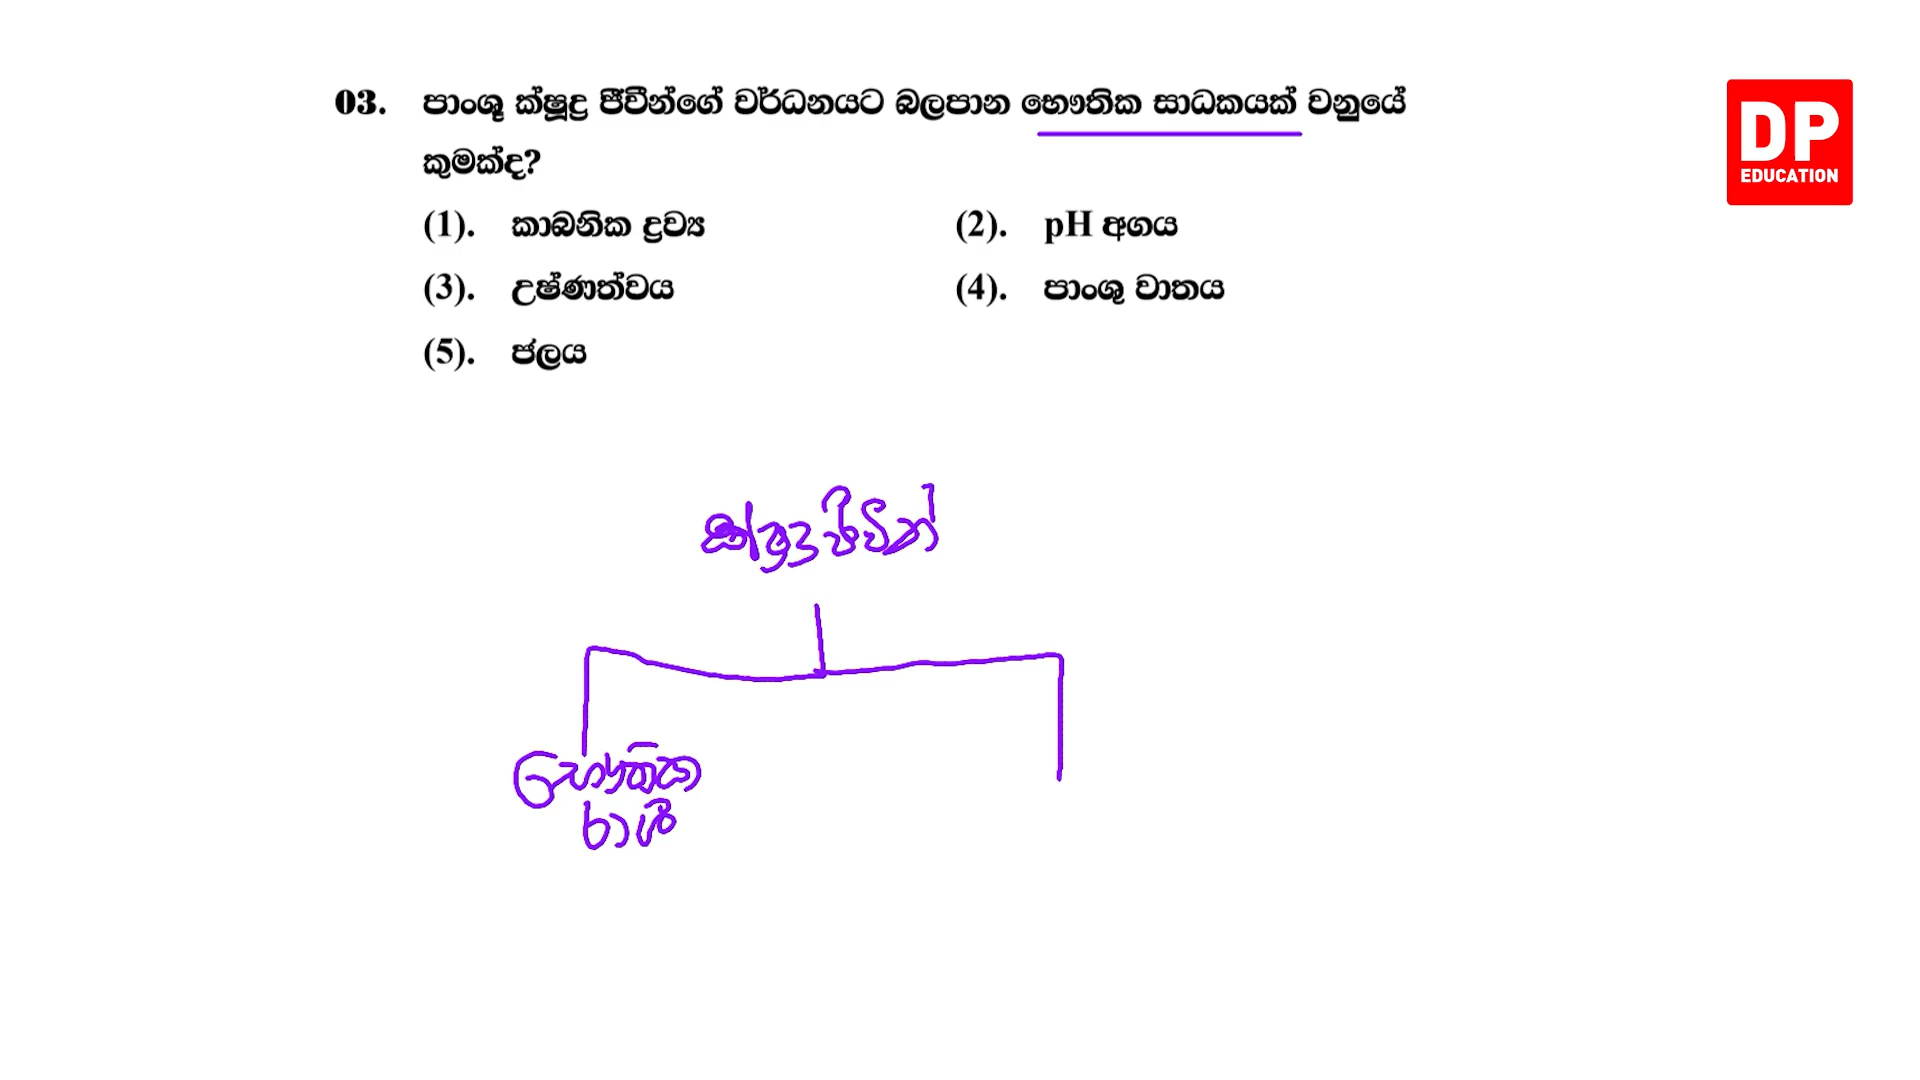 03. පාංශු ක්ෂුද්‍ර ජීවීන්ගේ වර්ධනයට බලපාන භෞතික සාධකයක් වනුයේ
කුමක්ද?
(1). කාබනික ද්‍රව්‍ය (2). pH අගය
(3). උෂ්ණත්වය (4). පාංශු වාතය
(5). ජලය
ක්ෂුද්‍ර ජීවීන්
භෞතික
රාශි
DP
EDUCATION